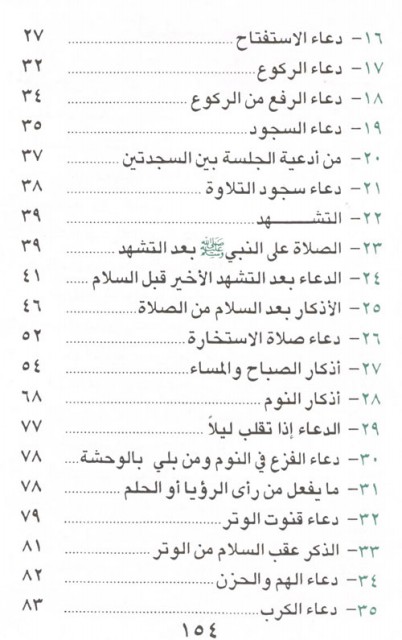 ١٦- دعاء الاستفتاح ........................ ٢٧
١٧- دعاء الركوع ........................ ٣٢
١٨- دعاء الرفع من الركوع ........................ ٣٤
١٩- دعاء السجود ........................ ٣٥
٢٠- من أدعية الجلسة بين السجدتين ............ ٣٧
٢١- دعاء سجود التلاوة ........................ ٣٨
٢٢- التشـــــــهد ........................ ٣٩
٢٣- الصلاة على النبي ﷺ بعد التشهد ............ ٣٩
٢٤- الدعاء بعد التشهد الأخير قبل السلام ...... ٤١
٢٥- الأذكار بعد السلام من الصلاة ............ ٤٦
٢٦- دعاء صلاة الاستخارة ........................ ٥٢
٢٧- أذكار الصباح والمساء ........................ ٥٤
٢٨- أذكار النوم ........................ ٦٨
٢٩- الدعاء إذا تقلب ليلاً ........................ ٧٧
٣٠- دعاء الفزع في النوم ومن بلي بالوحشة .... ٧٨
٣١- ما يفعل من رأى الرؤيا أو الحلم ............ ٧٨
٣٢- دعاء قنوت الوتر ........................ ٧٩
٣٣- الذكر عقب السلام من الوتر ............ ٨١
٣٤- دعاء الهم والحزن ........................ ٨٢
٣٥- دعاء الكرب ........................ ٨٣
١٥٤